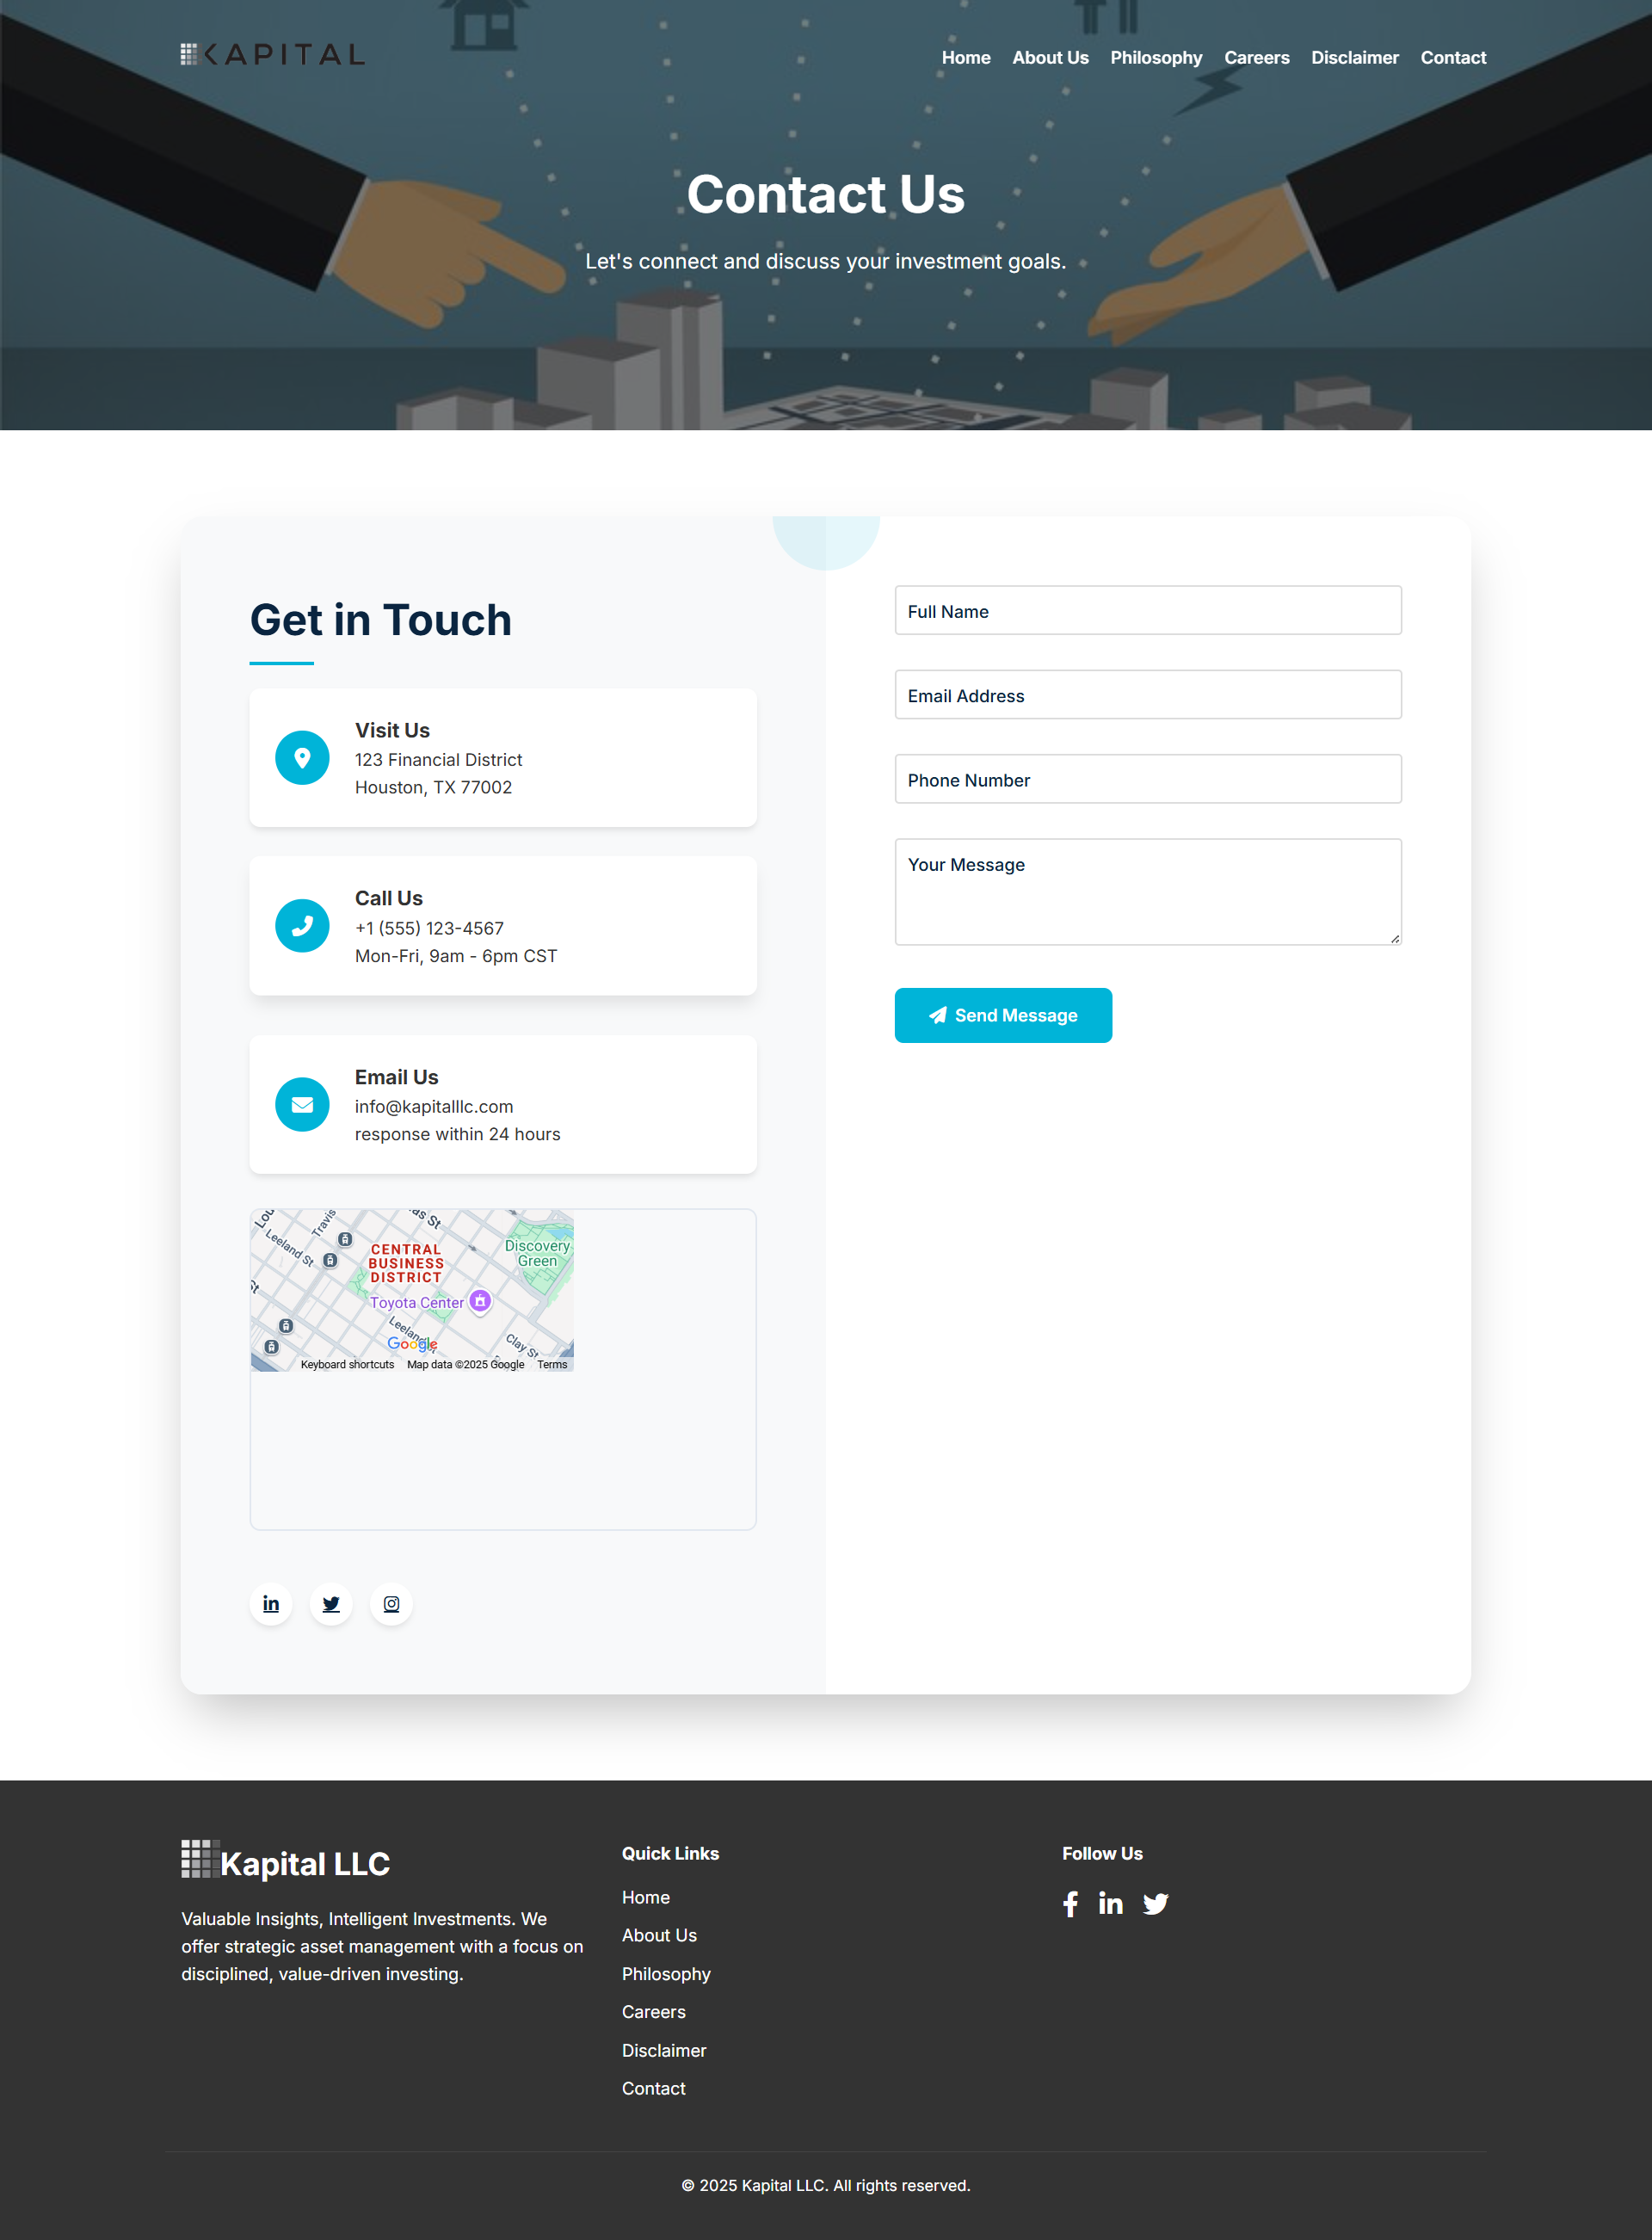 KAPITAL
Home About Us Philosophy Careers Disclaimer Contact
Contact Us
Let's connect and discuss your investment goals.
Get in Touch
Visit Us
123 Financial District
Houston, TX 77002
Call Us
+1 (555) 123-4567
Mon-Fri, 9am - 6pm CST
Email Us
info@kapitalllc.com
response within 24 hours
Travis
Leeland St
CENTRAL
BUSINESS
DISTRICT
Discovery
Green
Toyota Center
Clay St
Google
Keyboard shortcuts Map data ©2025 Google Terms
Full Name
Email Address
Phone Number
Your Message
Send Message
Kapital LLC
Valuable Insights, Intelligent Investments. We
offer strategic asset management with a focus on
disciplined, value-driven investing.
Quick Links
Home
About Us
Philosophy
Careers
Disclaimer
Contact
Follow Us
© 2025 Kapital LLC. All rights reserved.